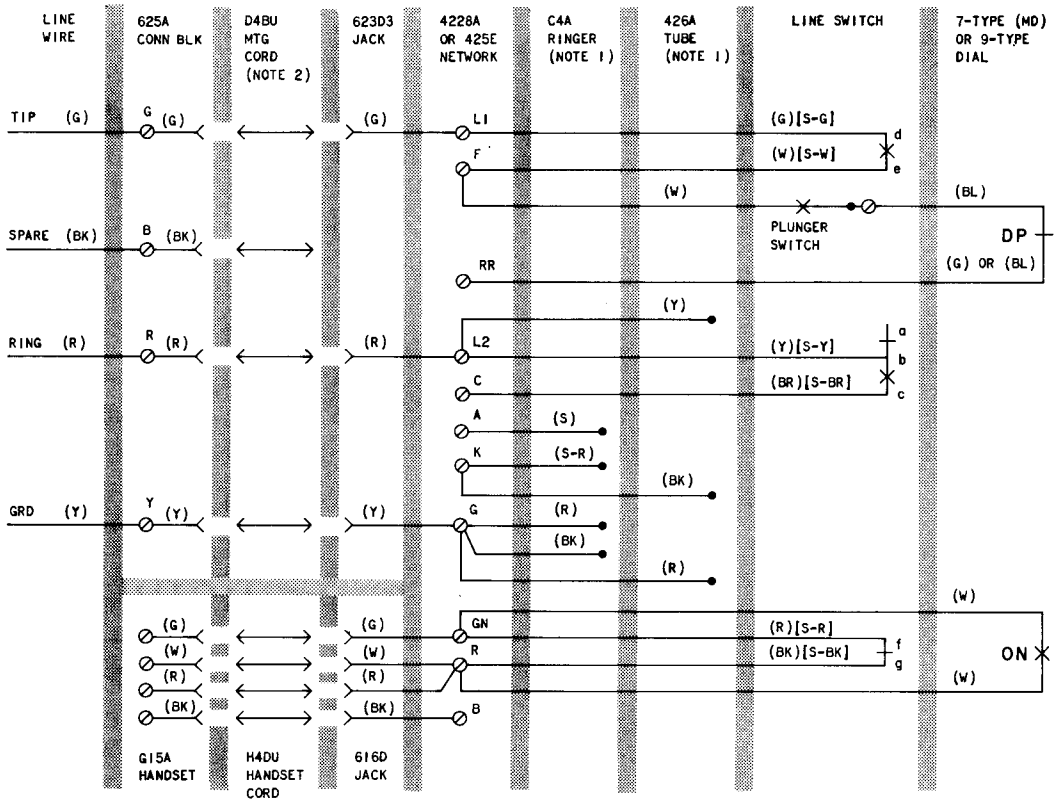 LINE WIRE
625A CONN BLK
D4BU MTG CORD (NOTE 2)
623D3 JACK
4228A OR 425E NETWORK
C4A RINGER (NOTE 1)
426A TUBE (NOTE 1)
LINE SWITCH
7-TYPE (MD) OR 9-TYPE DIAL
TIP (G) G (G) (G) L1 (G)[S-G] d
F (W)[S-W] e
(W) (BL)
PLUNGER SWITCH
DP
SPARE (BK) B (BK)
RR (G) OR (BL)
(Y)
RING (R) R (R) (R) L2 (Y)[S-Y] a b
C (BR)[S-BR] c
A (S)
K (S-R)
(BK)
GRD (Y) Y (Y) (Y) G (R)
(BK)
(R)
(W)
(G) (G) GN (R)[S-R] f
(W) (W) R (BK)[S-BK] g ON
(R) (R) (W)
(BK) (BK) B
G15A HANDSET
H4DU HANDSET CORD
616D JACK